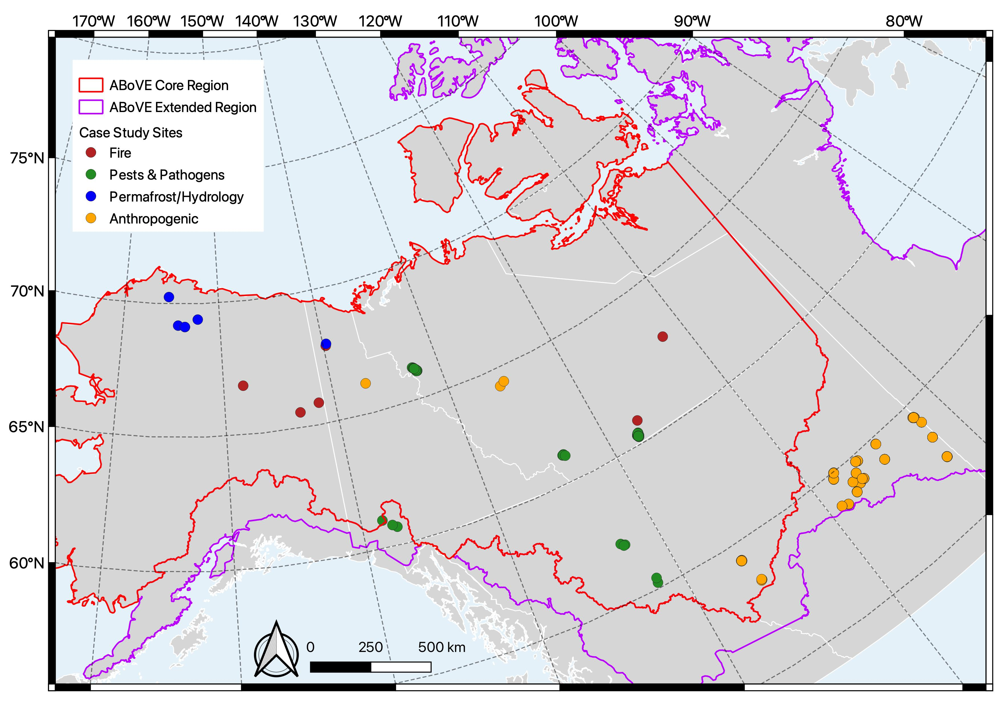 170°W 160°W 150°W 140°W 130°W 120°W 110°W 100°W 90°W 80°W
ABoVE Core Region
ABoVE Extended Region
Case Study Sites
Fire
Pests & Pathogens
Permafrost/Hydrology
Anthropogenic
75°N
70°N
65°N
60°N
0 250 500 km